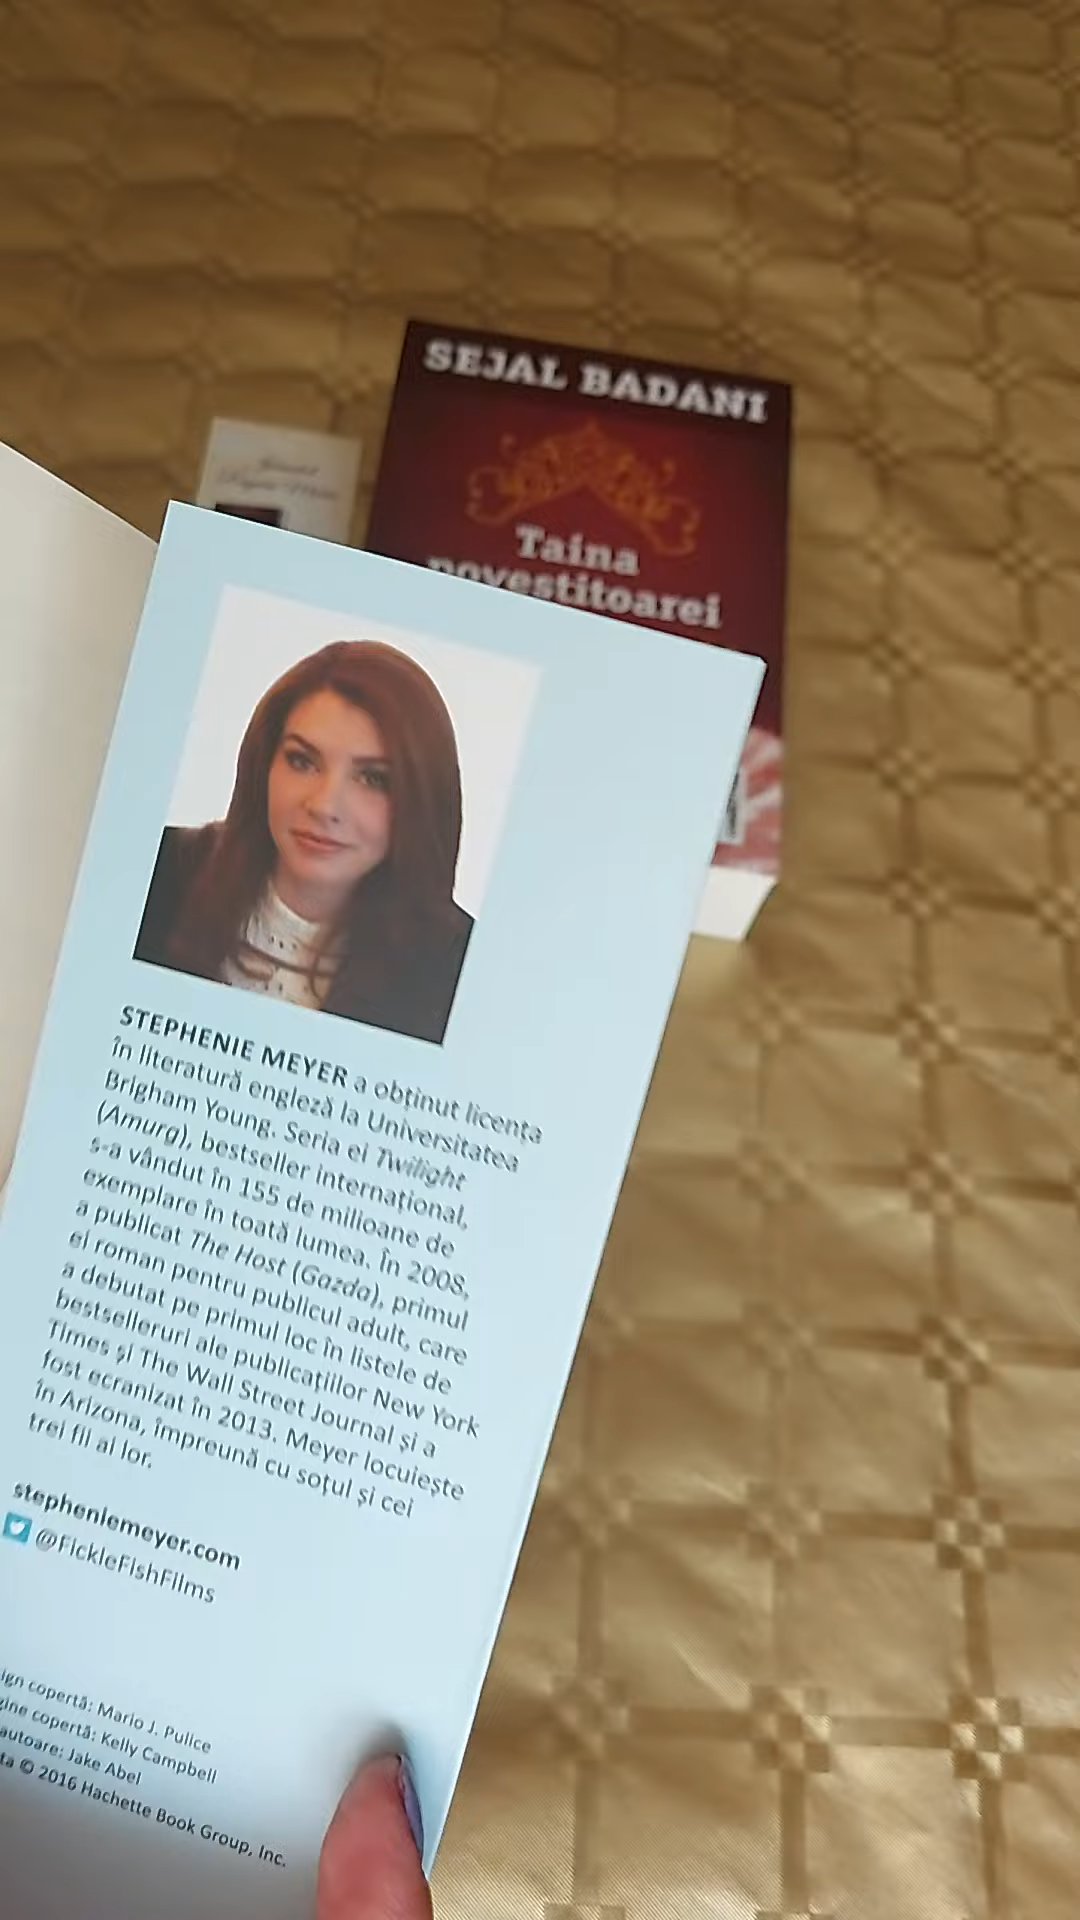 SEJAL BADANI
Taina
povestitoarei
STEPHENIE MEYER a obținut licența
în literatură engleză la Universitatea
Brigham Young. Seria ei Twilight
(Amurg), bestseller internațional,
s-a vândut în 155 de milioane de
exemplare în toată lumea. În 2008,
a publicat The Host (Gazda), primul
ei roman pentru publicul adult, care
a debutat pe primul loc în listele de
bestselleruri ale publicațiilor New York
Times și The Wall Street Journal și a
fost ecranizat în 2013. Meyer locuiește
în Arizona, împreună cu soțul și cei
trei fii ai lor.
stepheniemeyer.com
@FickleFishFilms
ign copertă: Mario J. Pulice
gine copertă: Kelly Campbell
autoare: Jake Abel
ta © 2016 Hachette Book Group, Inc.